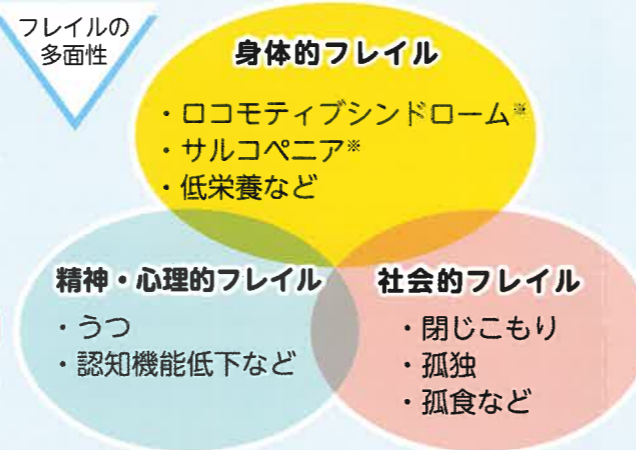 フレイルの
多面性
身体的フレイル
・ロコモティブシンドローム※
・サルコペニア※
・低栄養など
精神・心理的フレイル
・うつ
・認知機能低下など
社会的フレイル
・閉じこもり
・孤独
・孤食など